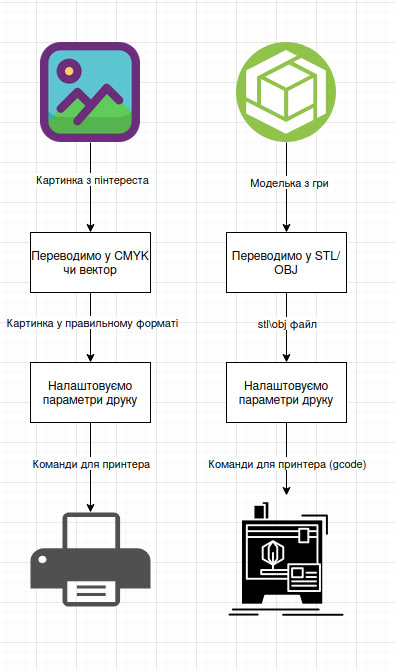 Картинка з пінтереста
Переводимо у CMYK
чи вектор
Картинка у правильному форматі
Налаштовуємо
параметри друку
Команди для принтера
Моделька з гри
Переводимо у STL/
OBJ
stl\obj файл
Налаштовуємо
параметри друку
Команди для принтера (gcode)